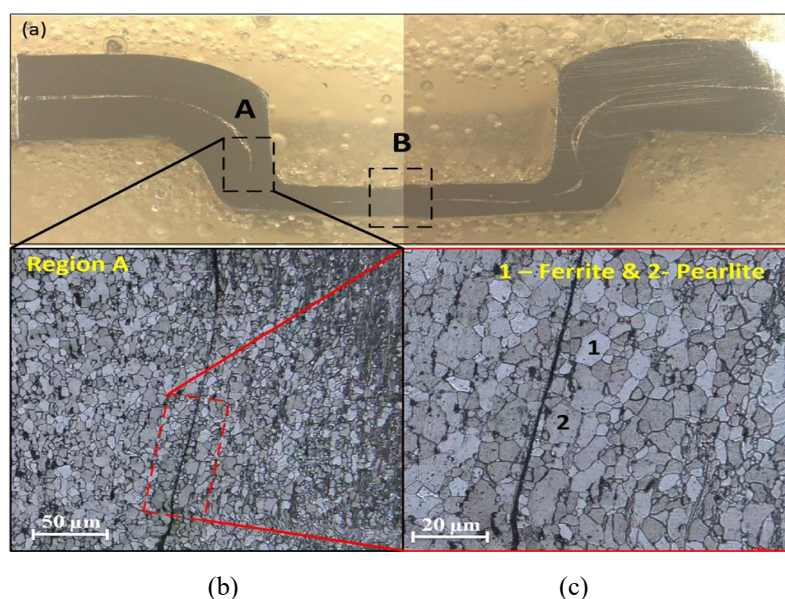 (a)
A
B
Region A
1 – Ferrite & 2- Pearlite
1
2
50 µm
20 µm
(b)
(c)